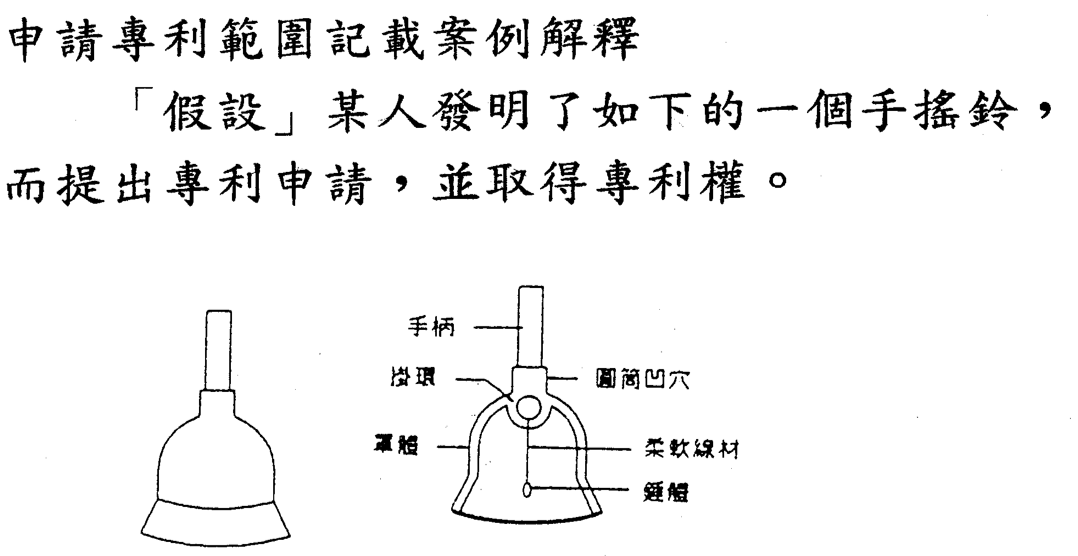 申請專利範圍記載案例解釋
「假設」某人發明了如下的一個手搖鈴，
而提出專利申請，並取得專利權。
手柄
掛環
圓筒凹穴
罩體
柔軟線材
錘體